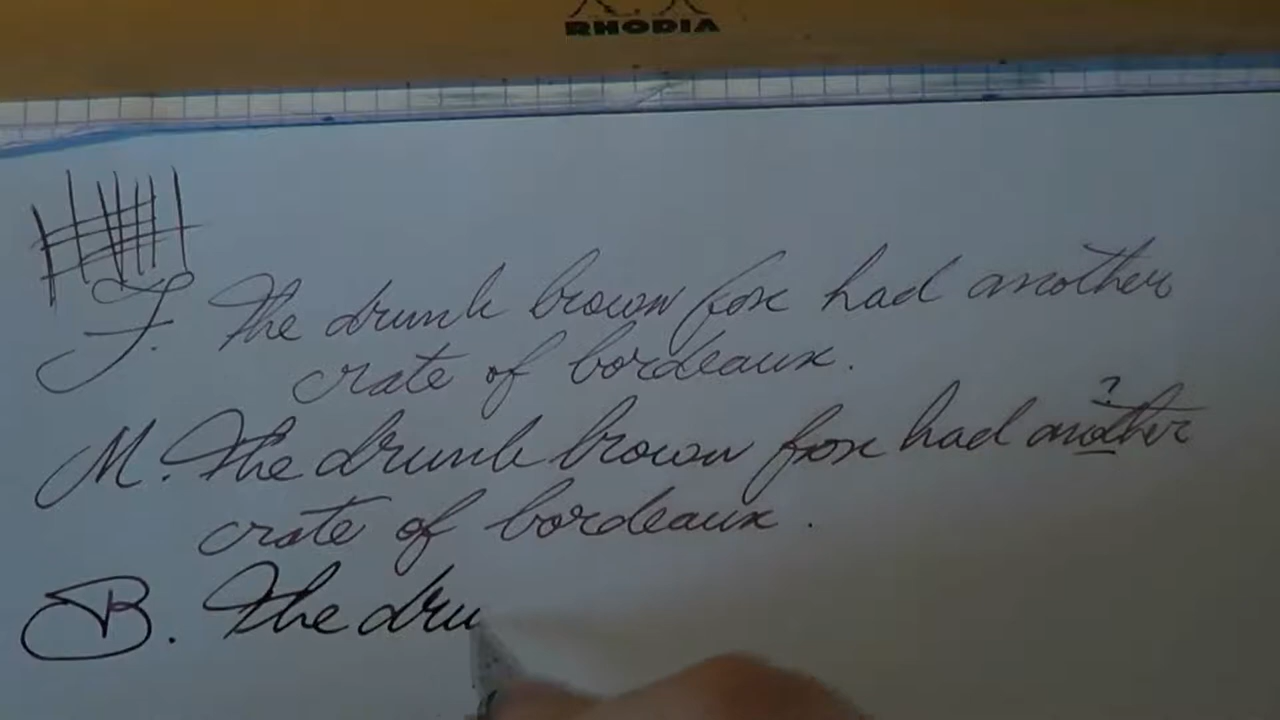 RHODIA
F. The drunk brown fox had another
crate of bordeaux.
M. The drunk brown fox had another
?
crate of bordeaux.
B. The dru